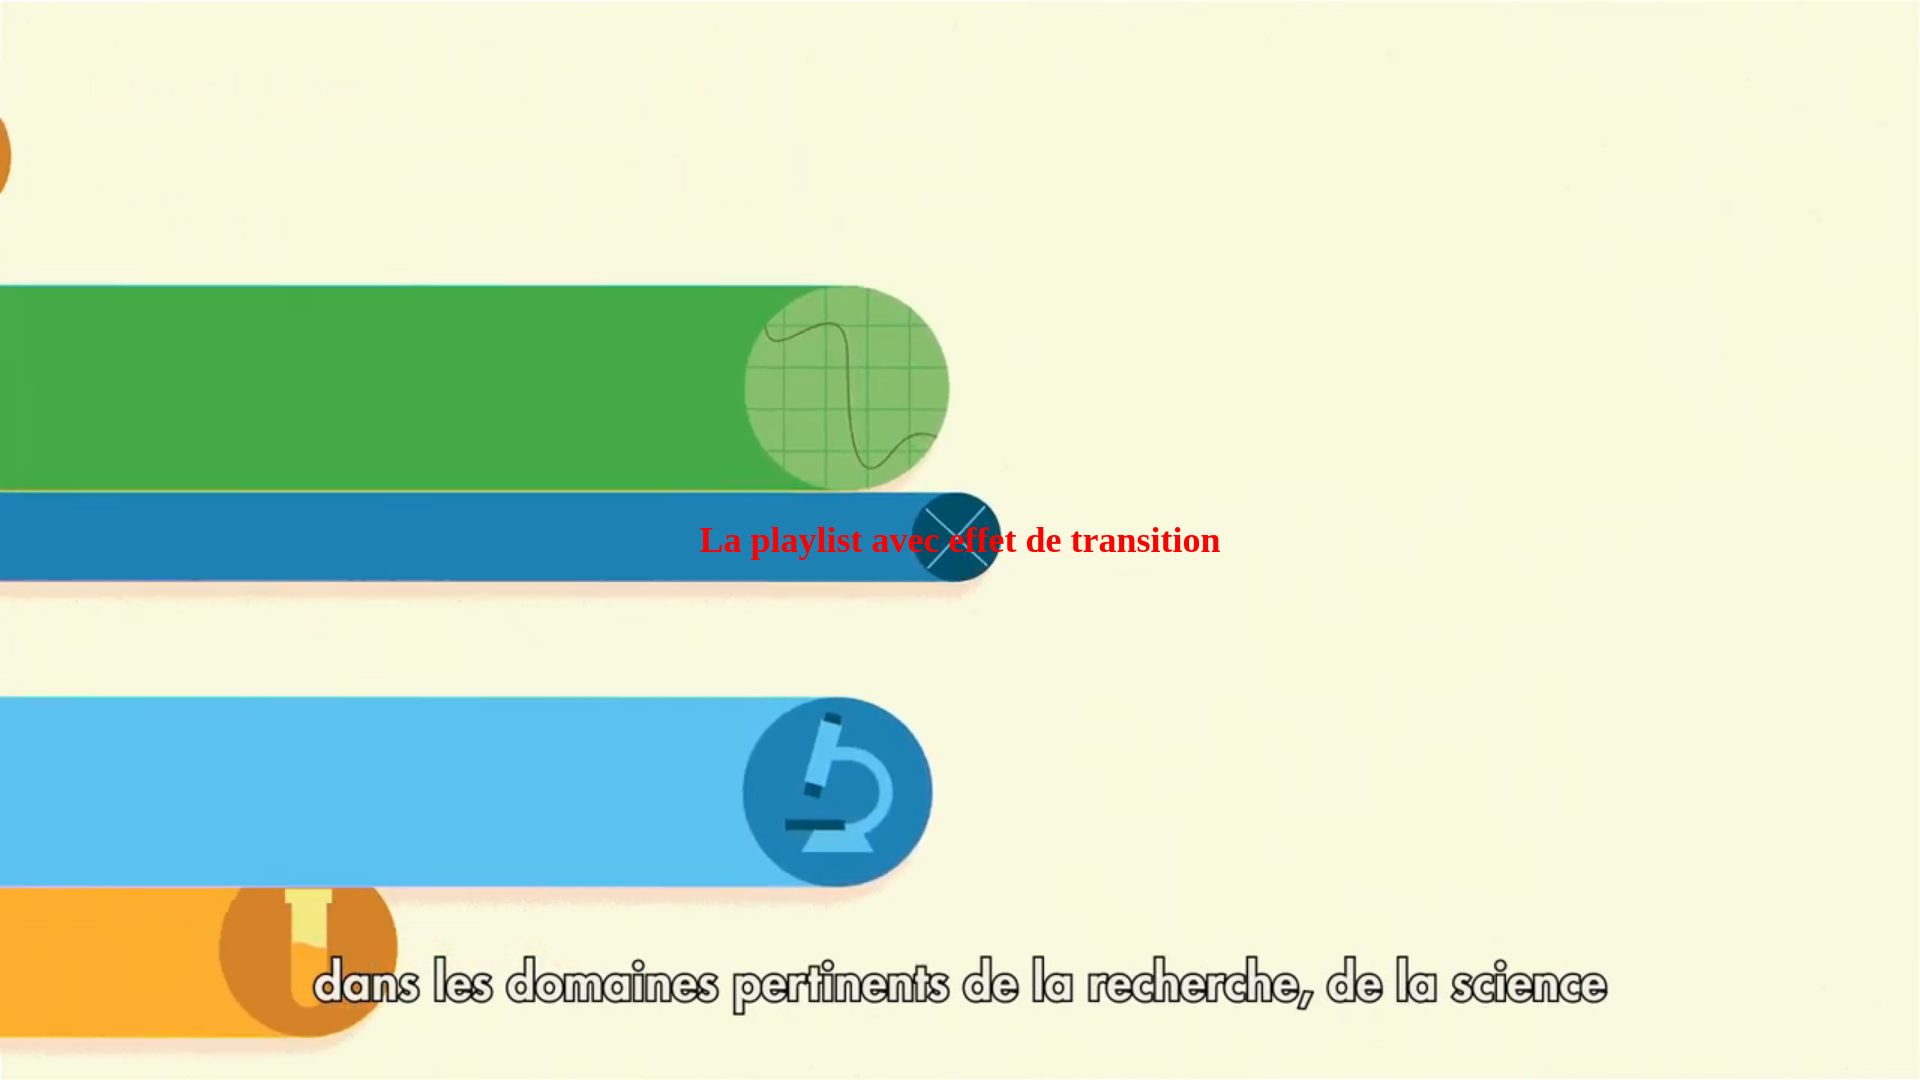 La playlist avec effet de transition
dans les domaines pertinents de la recherche, de la science